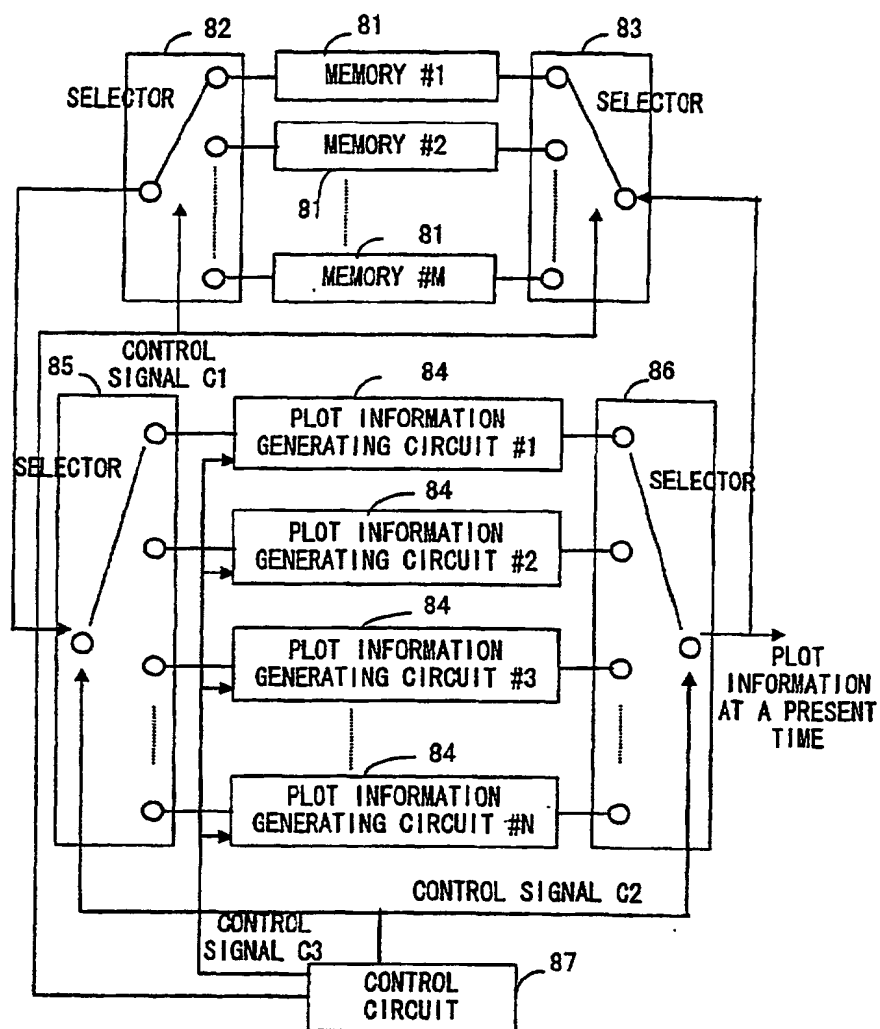 82
81
83
SELECTOR
MEMORY #1
SELECTOR
MEMORY #2
81
81
MEMORY #M
CONTROL
SIGNAL C1
85
84
86
PLOT INFORMATION
GENERATING CIRCUIT #1
SELECTOR
SELECTOR
84
PLOT INFORMATION
GENERATING CIRCUIT #2
84
PLOT INFORMATION
GENERATING CIRCUIT #3
PLOT
INFORMATION
AT A PRESENT
TIME
84
PLOT INFORMATION
GENERATING CIRCUIT #N
CONTROL SIGNAL C2
CONTROL
SIGNAL C3
87
CONTROL
CIRCUIT